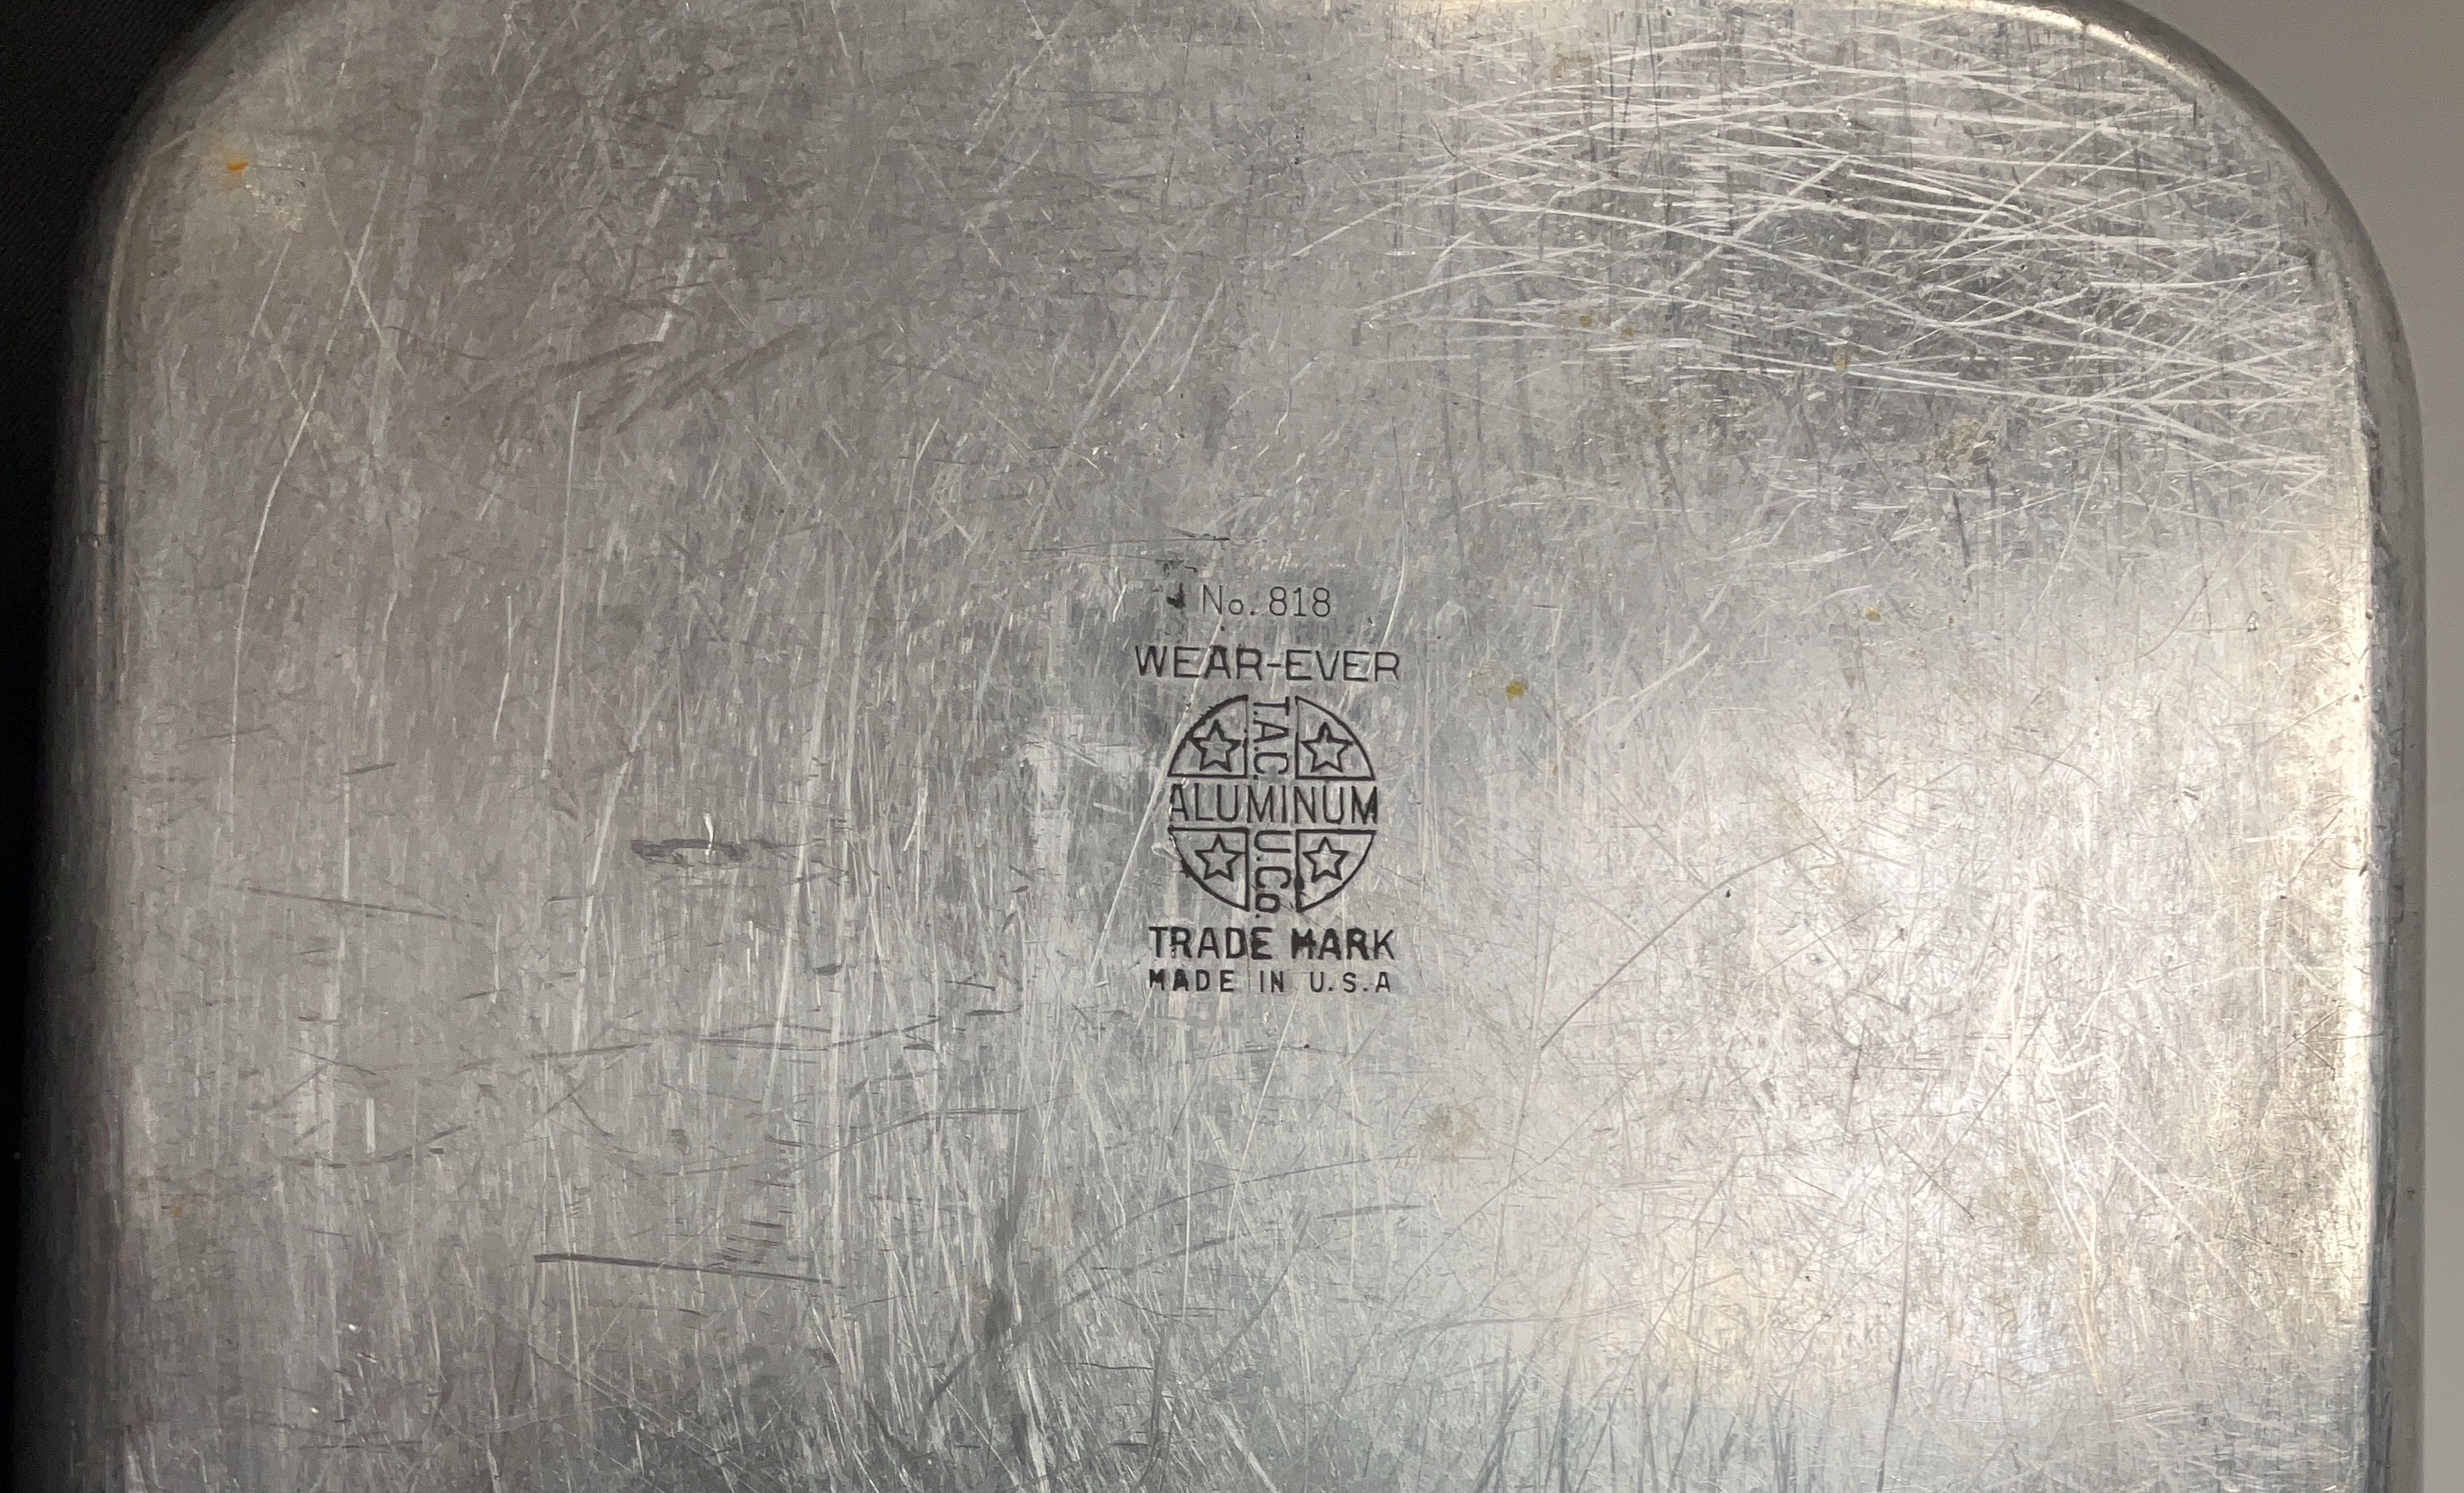 No. 818
WEAR-EVER
T.A.C.
ALUMINUM
U.Co.
TRADE MARK
MADE IN U.S.A